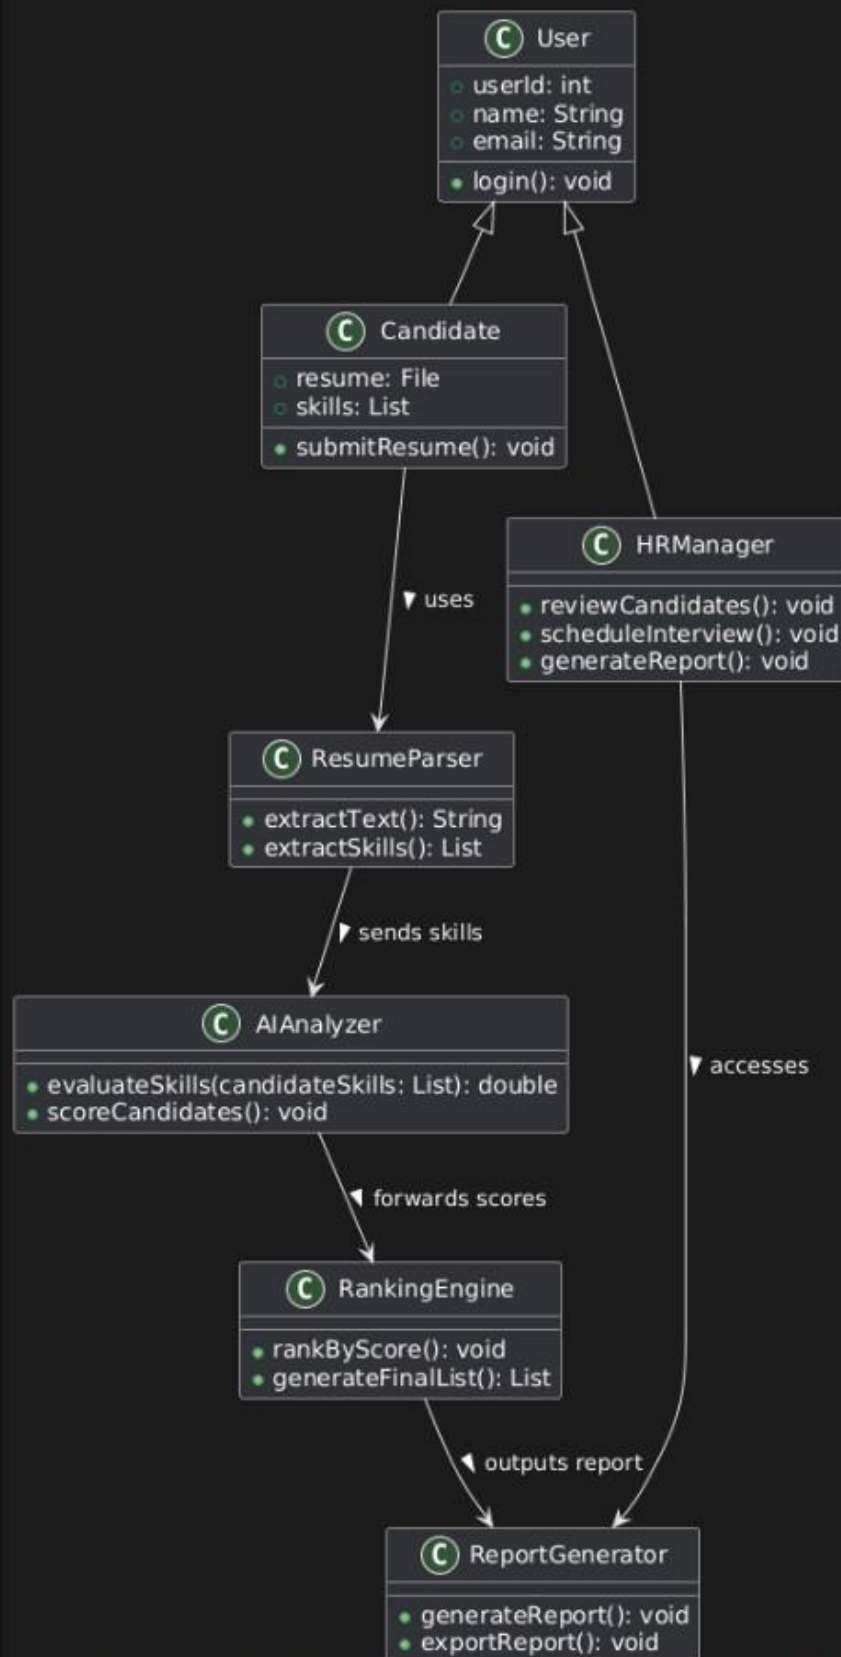 C User
userId: int
name: String
email: String
login(): void
C Candidate
resume: File
skills: List
submitResume(): void
C HRManager
reviewCandidates(): void
scheduleInterview(): void
generateReport(): void
uses
C ResumeParser
extractText(): String
extractSkills(): List
sends skills
C AIAnalyzer
evaluateSkills(candidateSkills: List): double
scoreCandidates(): void
accesses
forwards scores
C RankingEngine
rankByScore(): void
generateFinalList(): List
outputs report
C ReportGenerator
generateReport(): void
exportReport(): void